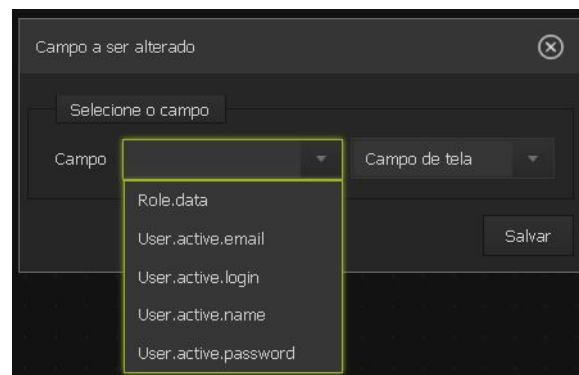 Campo a ser alterado
Selecione o campo
Campo
Campo de tela
Role.data
User.active.email
User.active.login
User.active.name
User.active.password
Salvar